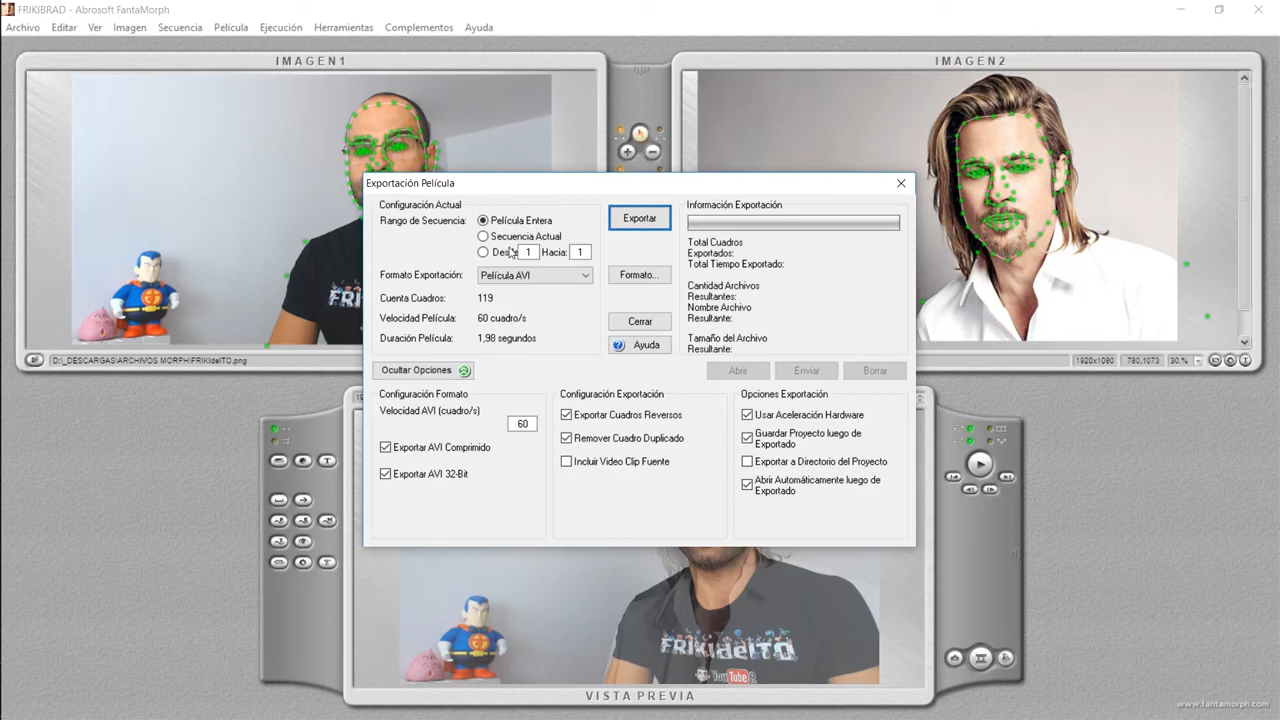 FRIKIBRAD - Abrosoft FantaMorph
Archivo Editar Ver Imagen Secuencia Película Ejecución Herramientas Complementos Ayuda
IMAGEN1
IMAGEN2
Exportación Película
Configuración Actual
Rango de Secuencia:
Película Entera
Secuencia Actual
1 Hacia: 1
Formato Exportación: Película AVI
Cuenta Cuadros: 119
Velocidad Película: 60 cuadro/s
Duración Película: 1,98 segundos
Exportar
Formato...
Cerrar
Ayuda
Información Exportación
Total Cuadros
Exportados:
Total Tiempo Exportado:
Cantidad Archivos
Resultantes:
Nombre Archivo
Resultante:
Tamaño del Archivo
Resultante:
Ocultar Opciones
Abrir Enviar Borrar
Configuración Formato
Velocidad AVI (cuadro/s)
60
Exportar AVI Comprimido
Exportar AVI 32-Bit
Configuración Exportación
Exportar Cuadros Reversos
Remover Cuadro Duplicado
Incluir Video Clip Fuente
Opciones Exportación
Usar Aceleración Hardware
Guardar Proyecto luego de
Exportado
Exportar a Directorio del Proyecto
Abrir Automáticamente luego de
Exportado
D:\_DESCARGAS\ARCHIVOS MORPH\FRIKIdelTO.png
1920x1080 780,1073 30.%
FRIKIdelTO
YouTubeR
VISTA PREVIA
www.fantamorph.com